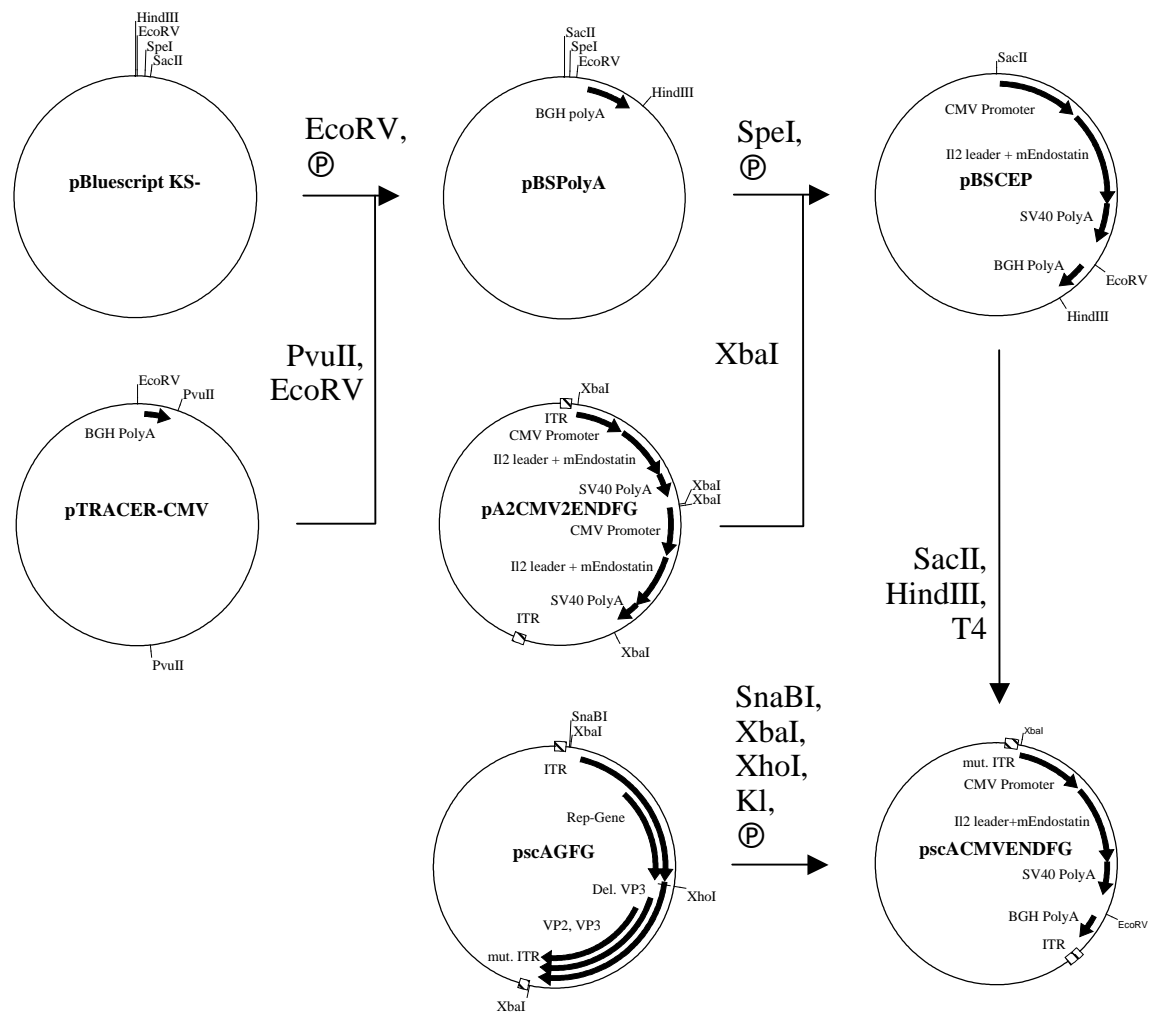 HindIII
EcoRV
SpeI
SacII
pBluescript KS-
EcoRV,
Ⓟ
SacII
SpeI
EcoRV
HindIII
BGH polyA
pBSPolyA
SpeI,
Ⓟ
SacII
CMV Promoter
Il2 leader + mEndostatin
pBSCEP
SV40 PolyA
BGH PolyA
EcoRV
HindIII
PvuII,
EcoRV
XbaI
EcoRV
PvuII
BGH PolyA
pTRACER-CMV
PvuII
XbaI
ITR
CMV Promoter
Il2 leader + mEndostatin
SV40 PolyA
XbaI
XbaI
pA2CMV2ENDFG
CMV Promoter
Il2 leader + mEndostatin
SV40 PolyA
ITR
XbaI
SacII,
HindIII,
T4
SnaBI
XbaI
ITR
Rep-Gene
pscAGFG
Del. VP3
XhoI
VP2, VP3
mut. ITR
XbaI
SnaBI,
XbaI,
XhoI,
Kl,
Ⓟ
XbaI
mut. ITR
CMV Promoter
Il2 leader+mEndostatin
pscACMVENDFG
SV40 PolyA
BGH PolyA
EcoRV
ITR